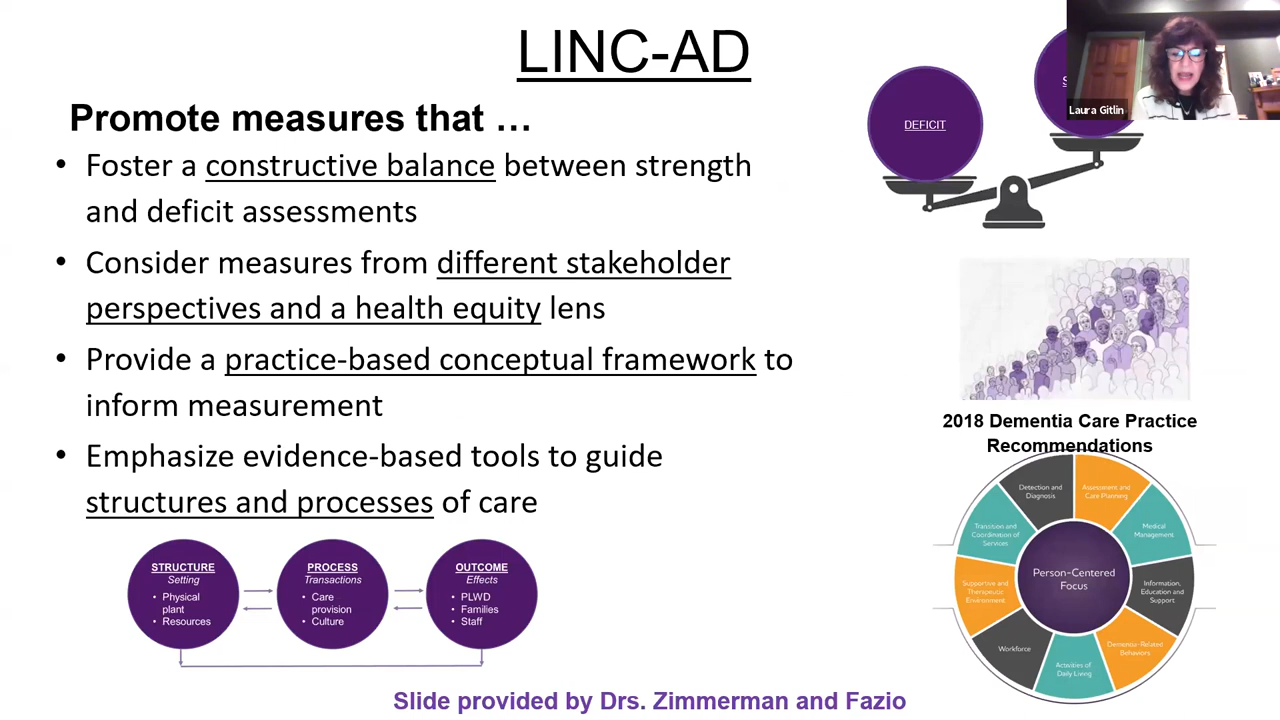 LINC-AD
Promote measures that …
• Foster a constructive balance between strength
and deficit assessments
• Consider measures from different stakeholder
perspectives and a health equity lens
• Provide a practice-based conceptual framework to
inform measurement
• Emphasize evidence-based tools to guide
structures and processes of care
STRUCTURE
Setting
• Physical
plant
• Resources
PROCESS
Transactions
• Care
provision
• Culture
OUTCOME
Effects
• PLWD
• Families
• Staff
DEFICIT
Laura Gitlin
2018 Dementia Care Practice
Recommendations
Detection and
Diagnosis
Assessment and
Care Planning
Medical
Management
Information,
Education and
Support
Dementia-Related
Behaviors
Activities of
Daily Living
Workforce
Supportive and
Therapeutic
Environment
Transition and
Coordination of
Services
Person-Centered
Focus
Slide provided by Drs. Zimmerman and Fazio